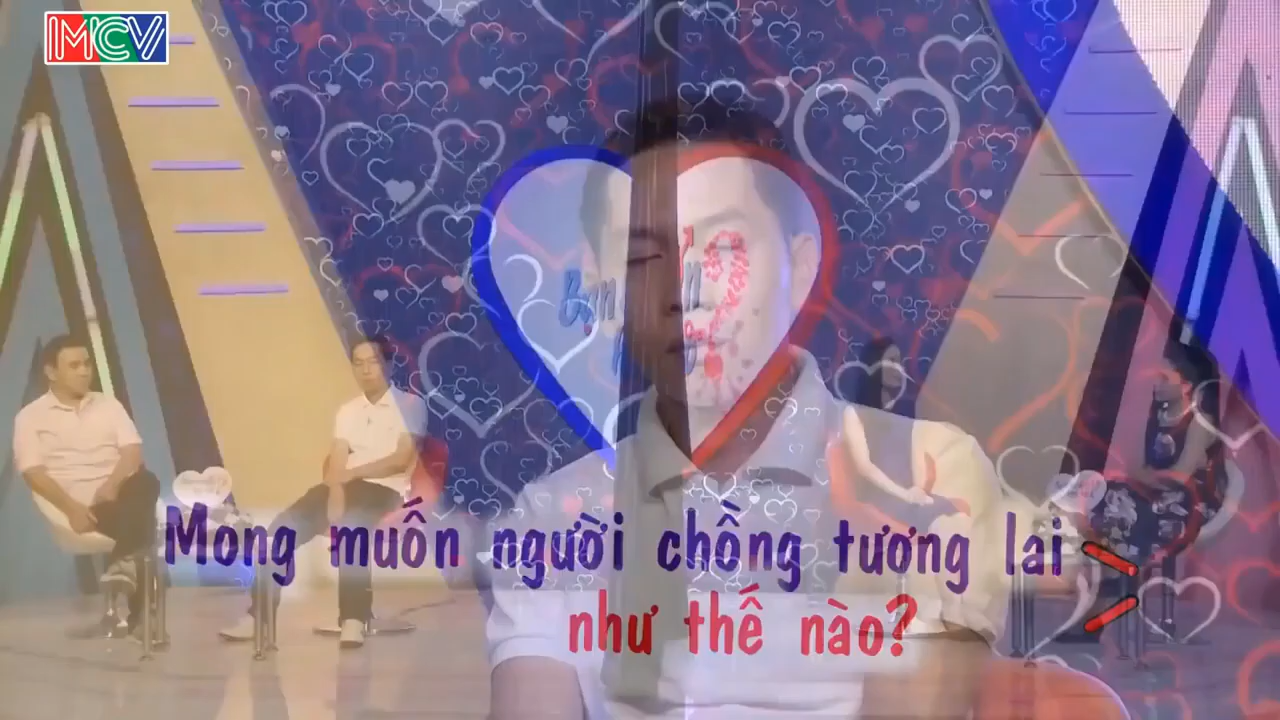 MCV
Mong muốn người chồng tương lai
như thế nào?